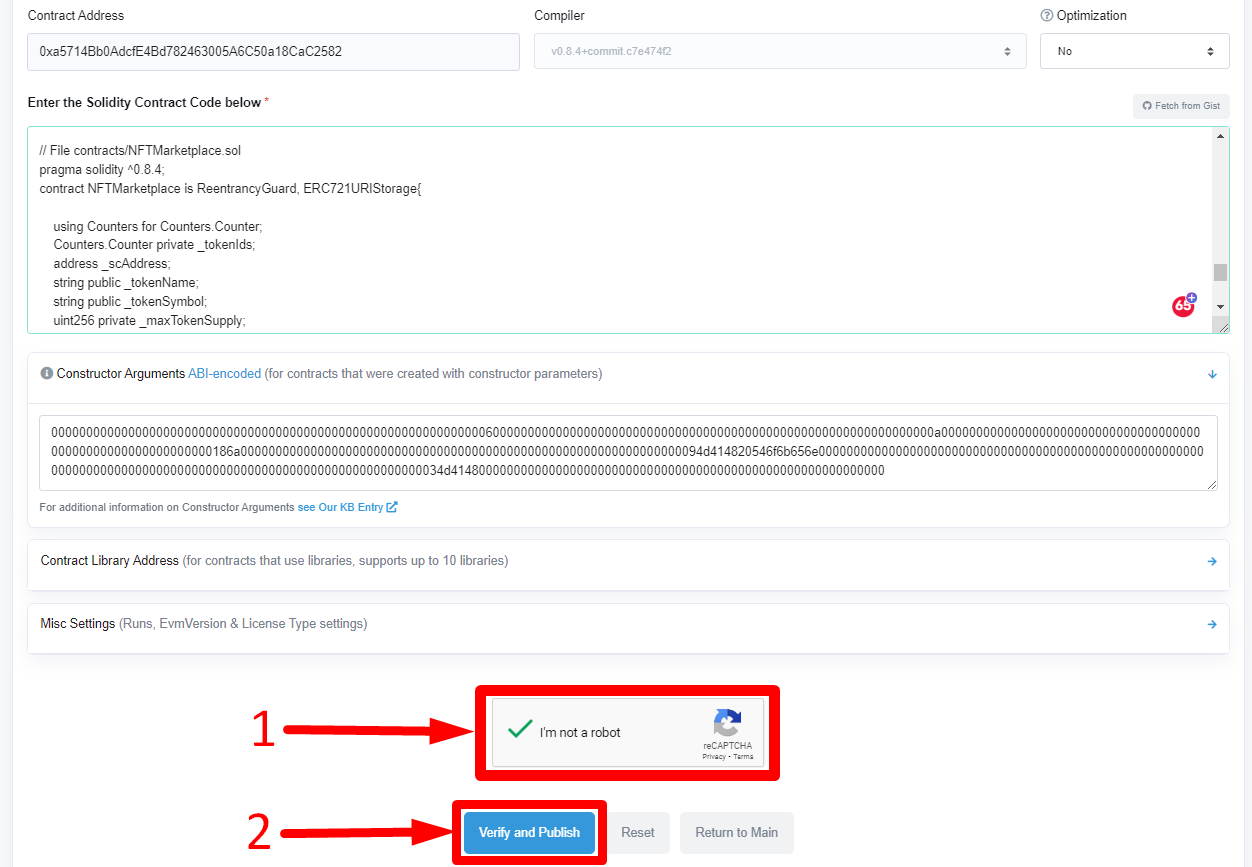 Contract Address
Compiler
Optimization
0xa5714Bb0AdcfE4Bd782463005A6C50a18CaC2582
v0.8.4+commit.c7e474f2
No
Enter the Solidity Contract Code below *
Fetch from Gist
// File contracts/NFTMarketplace.sol
pragma solidity ^0.8.4;
contract NFTMarketplace is ReentrancyGuard, ERC721URIStorage{
using Counters for Counters.Counter;
Counters.Counter private _tokenIds;
address _scAddress;
string public _tokenName;
string public _tokenSymbol;
uint256 private _maxTokenSupply;
65
Constructor Arguments ABI-encoded (for contracts that were created with constructor parameters)
00000000000000000000000000000000000000000000000000000000000000600000000000000000000000000000000000000000000000000000000000000000a0000000000000000000000000000000000000
00000000000000000000000186a0000000000000000000000000000000000000000000000000000000000000000094d414820546f6b656e0000000000000000000000000000000000000000000000000000000
00000000000000000000000000000000000000000000000000000034d41480000000000000000000000000000000000000000000000000000000000
For additional information on Constructor Arguments see Our KB Entry
Contract Library Address (for contracts that use libraries, supports up to 10 libraries)
Misc Settings (Runs, EvmVersion & License Type settings)
1
I'm not a robot
reCAPTCHA
Privacy - Terms
2
Verify and Publish
Reset
Return to Main